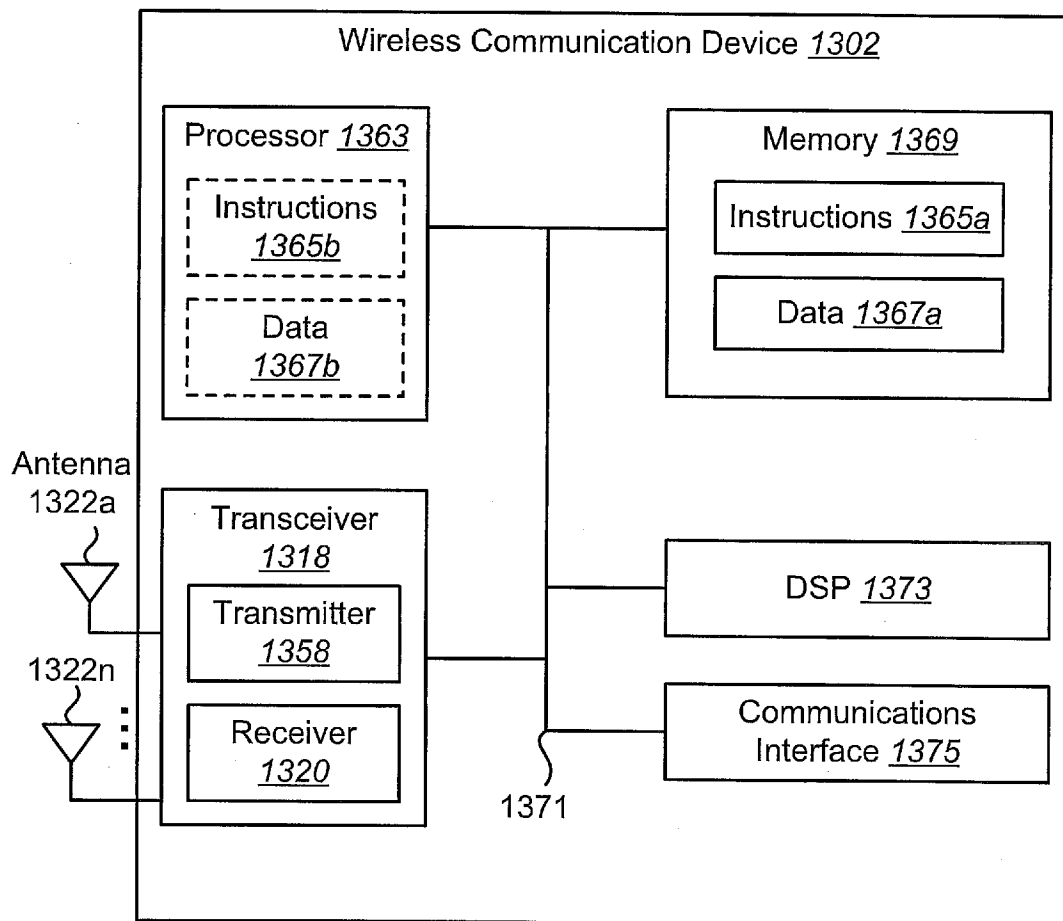 Wireless Communication Device 1302
Processor 1363
Instructions
1365b
Data
1367b
Memory 1369
Instructions 1365a
Data 1367a
Antenna
1322a
1322n
Transceiver
1318
Transmitter
1358
Receiver
1320
DSP 1373
Communications
Interface 1375
1371